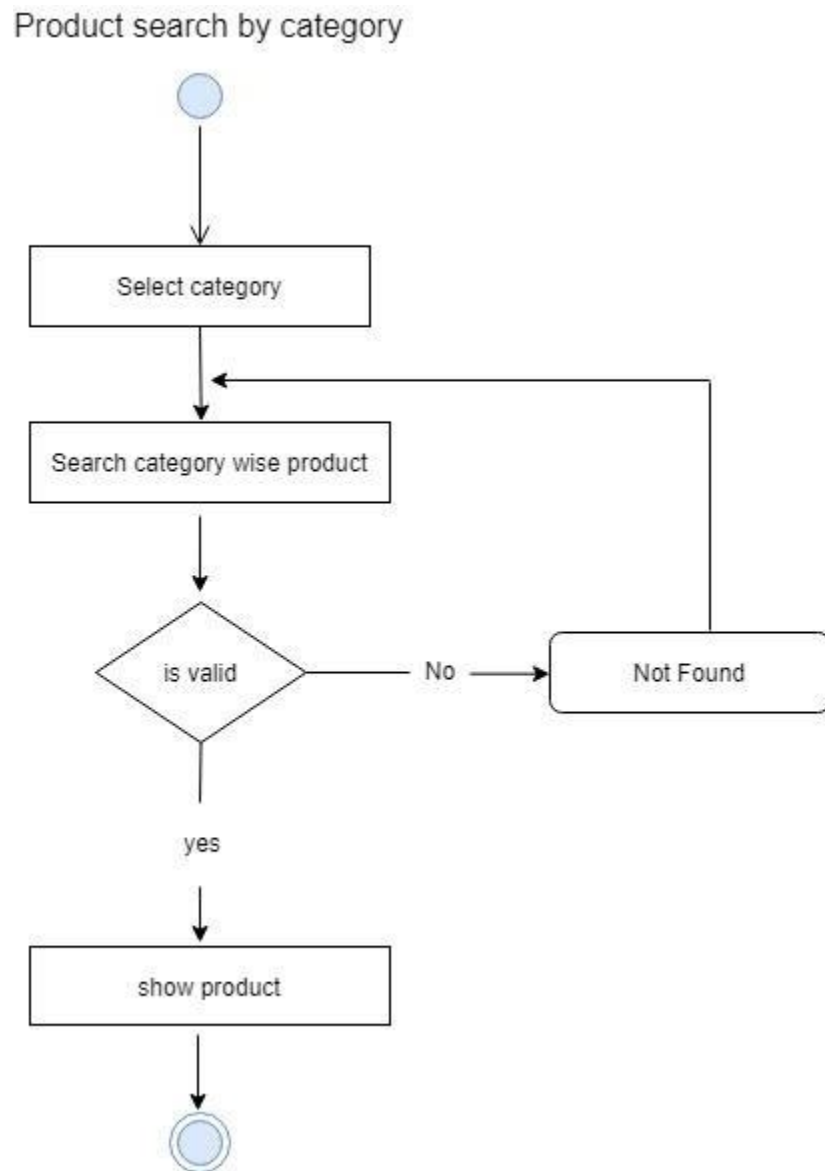 Product search by category
Select category
Search category wise product
is valid
No
Not Found
yes
show product